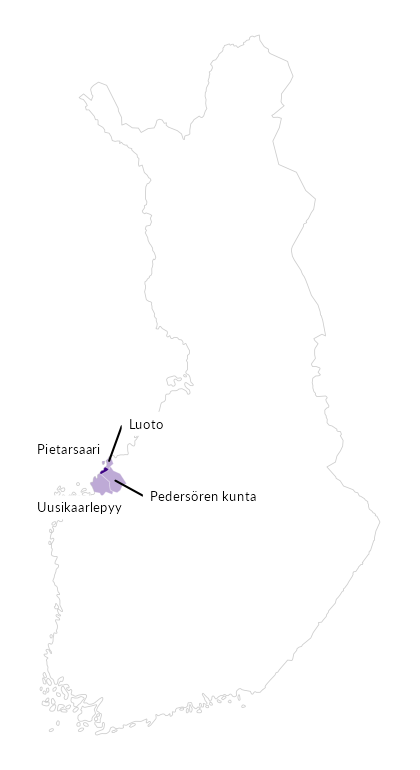 Luoto
Pietarsaari
Pedersören kunta
Uusikaarlepyy